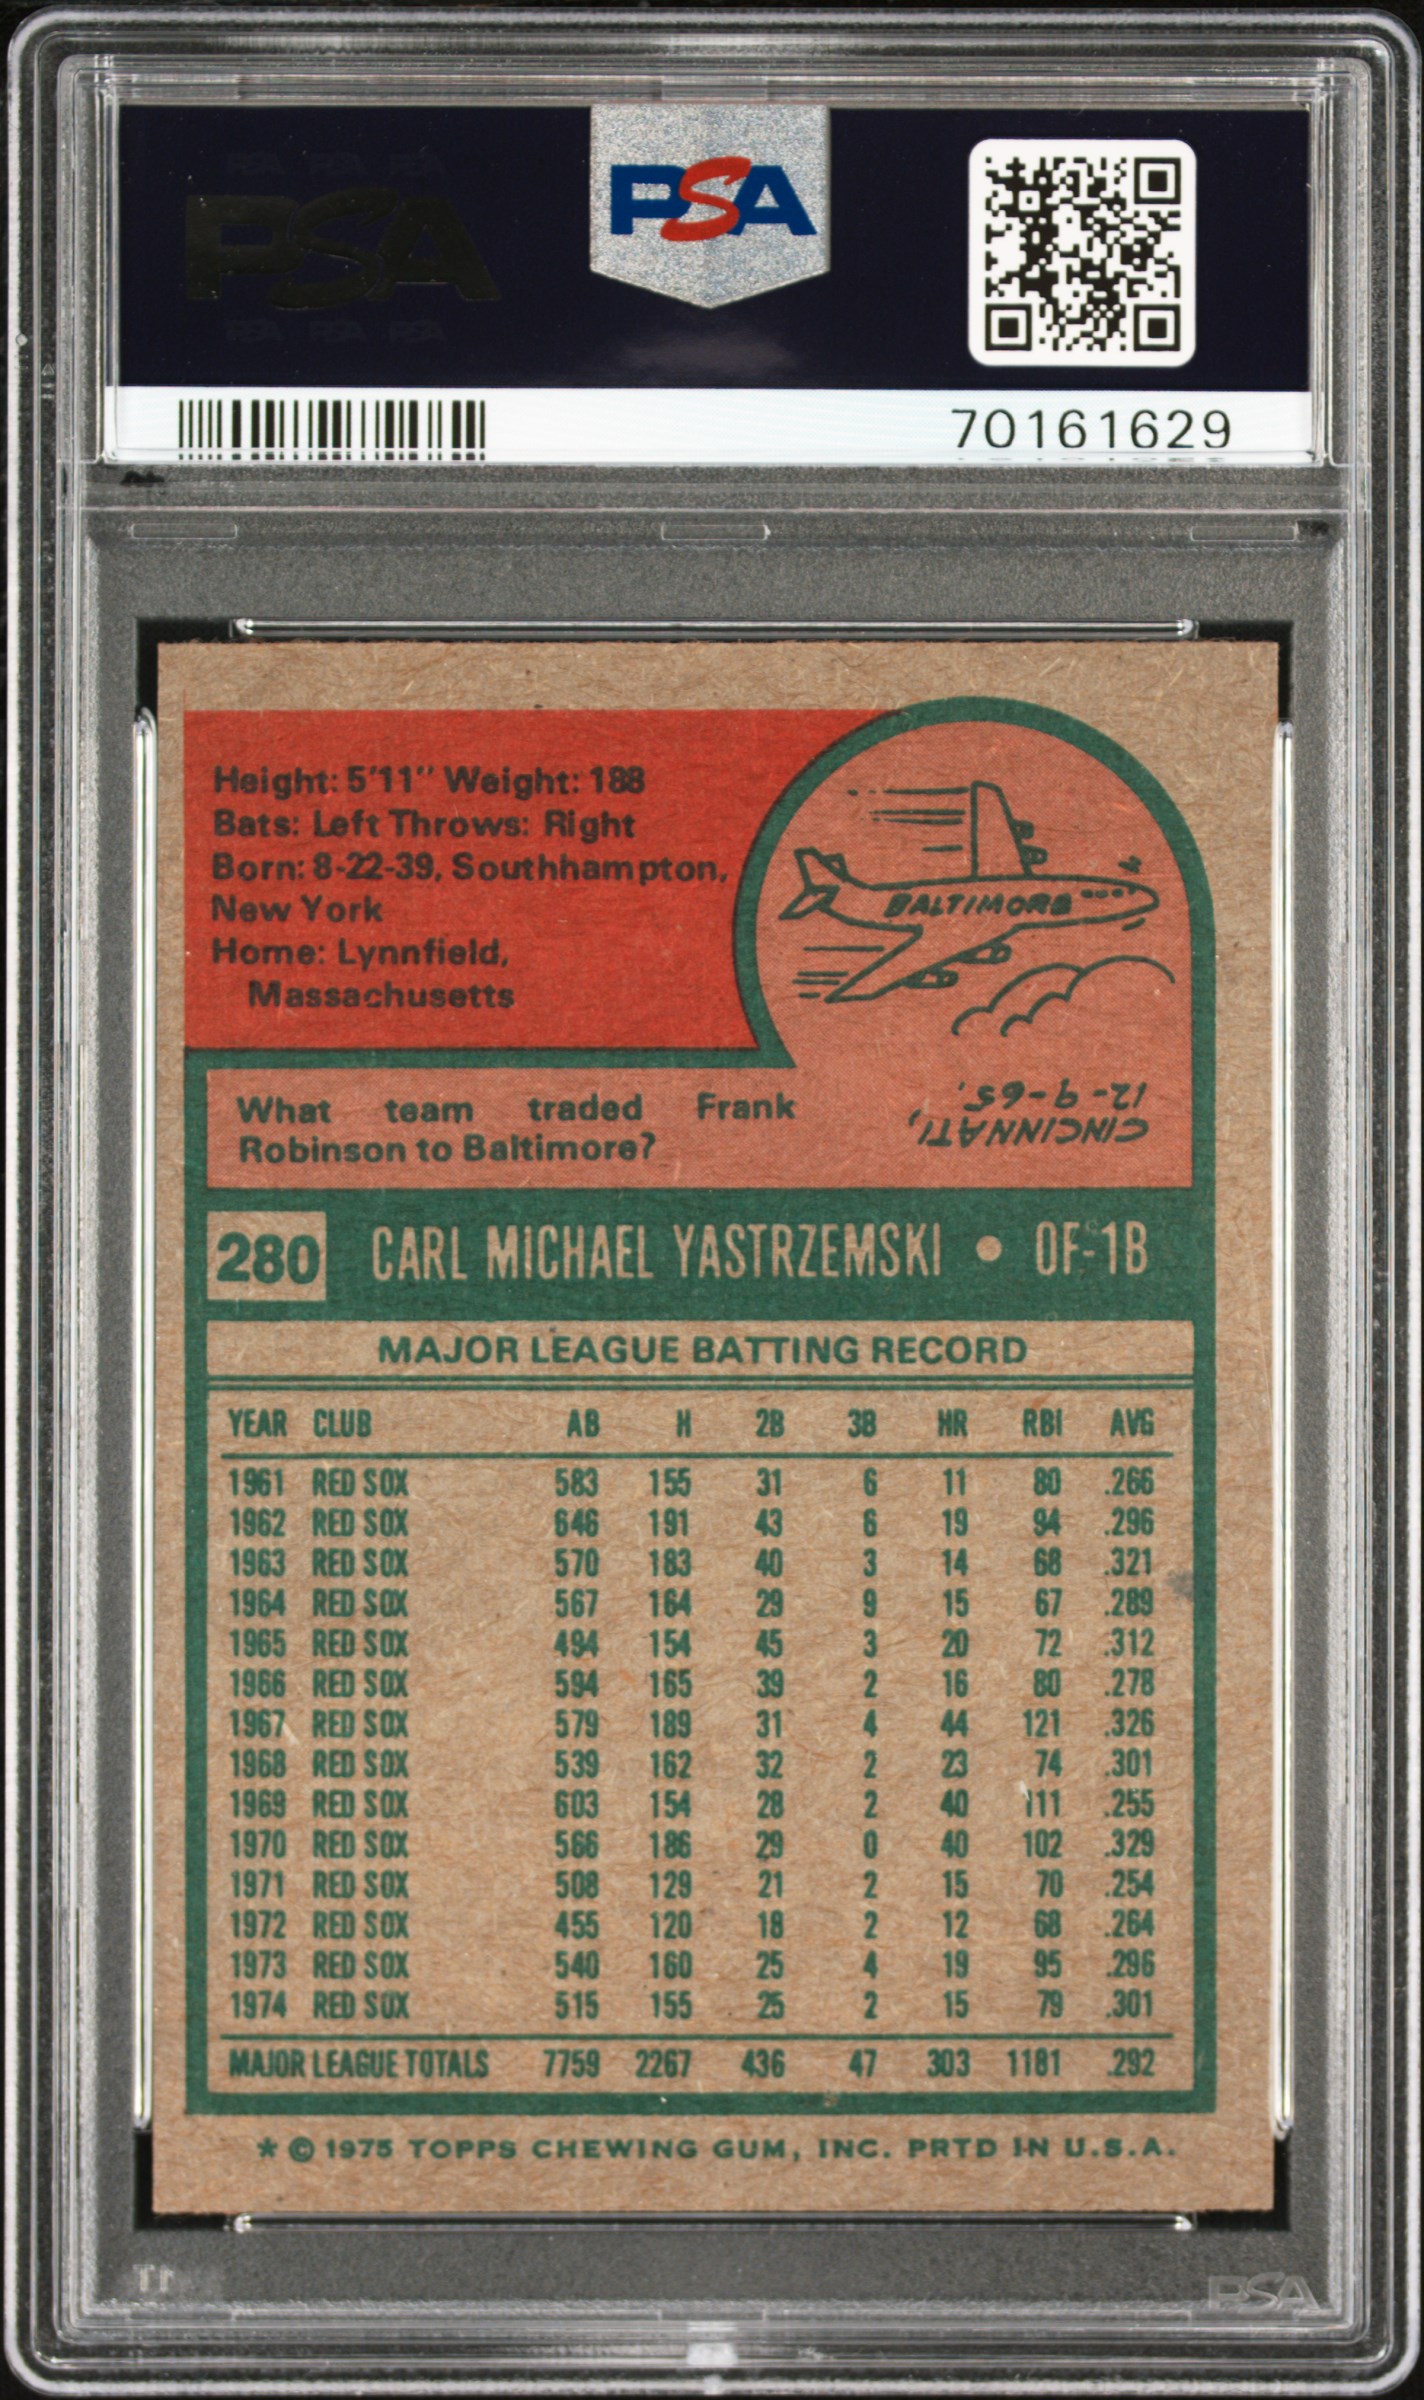 PSA PSA PSA
PSA
PSA PSA PSA
PSA
70161629
Height: 5'11" Weight: 188
Bats: Left Throws: Right
Born: 8-22-39, Southhampton,
New York
Home: Lynnfield,
Massachusetts
BALTIMORE
What team traded Frank
Robinson to Baltimore?
CINCINNATI,
12-9-65.
280 CARL MICHAEL YASTRZEMSKI • OF-1B
MAJOR LEAGUE BATTING RECORD
YEAR CLUB AB H 2B 3B HR RBI AVG
1961 RED SOX 583 155 31 6 11 80 .266
1962 RED SOX 646 191 43 6 19 94 .296
1963 RED SOX 570 183 40 3 14 68 .321
1964 RED SOX 567 164 29 9 15 67 .289
1965 RED SOX 494 154 45 3 20 72 .312
1966 RED SOX 594 165 39 2 16 80 .278
1967 RED SOX 579 189 31 4 44 121 .326
1968 RED SOX 539 162 32 2 23 74 .301
1969 RED SOX 603 154 28 2 40 111 .255
1970 RED SOX 566 186 29 0 40 102 .329
1971 RED SOX 508 129 21 2 15 70 .254
1972 RED SOX 455 120 18 2 12 68 .264
1973 RED SOX 540 160 25 4 19 95 .296
1974 RED SOX 515 155 25 2 15 79 .301
MAJOR LEAGUE TOTALS 7759 2267 436 47 303 1181 .292
* © 1975 TOPPS CHEWING GUM, INC. PRTD IN U.S.A.
PSA